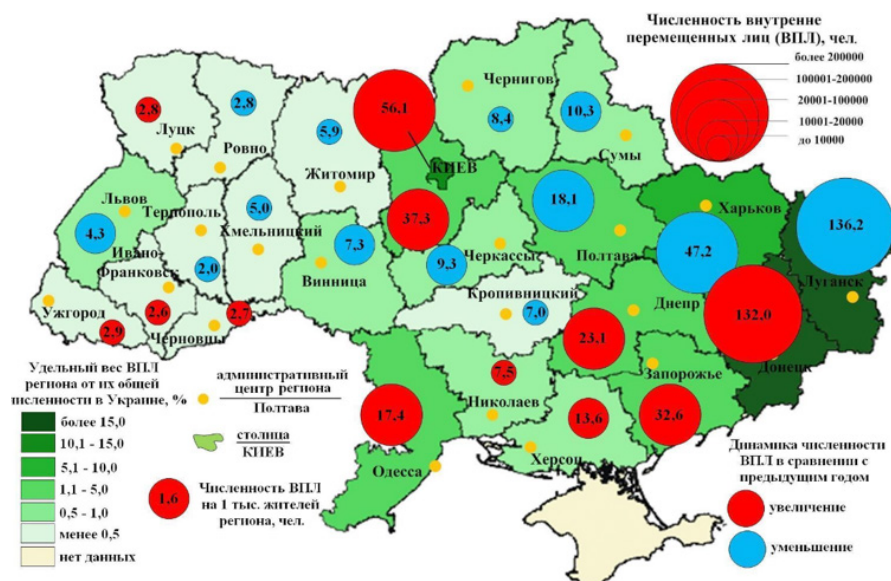 Численность внутренне
перемещенных лиц (ВПЛ), чел.
более 200000
100001-200000
20001-100000
10001-20000
до 10000
Чернигов
56,1
2,8
2,8
10,3
8,4
5,9
Луцк
Ровно
Сумы
КИЕВ
Житомир
18,1
Харьков
136,2
Львов
Тернополь
5,0
37,3
4,3
Хмельницкий
7,3
47,2
Ивано
Франковск
2,0
9,3
Черкассы
Полтава
Винница
Луганск
Кропивницкий
Днепр
Ужгород
2,6
2,7
7,0
132,0
2,9
Черновцы
23,1
Донецк
Запорожье
7,5
Николаев
17,4
13,6
32,6
Херсон
Одесса
Удельный вес ВПЛ
региона от их общей
численности в Украине, %
более 15,0
10,1 - 15,0
5,1 - 10,0
1,1 - 5,0
0,5 - 1,0
менее 0,5
нет данных
административный
центр региона
Полтава
столица
КИЕВ
1,6
Численность ВПЛ
на 1 тыс. жителей
региона, чел.
Динамика численности
ВПЛ в сравнении с
предыдущим годом
увеличение
уменьшение